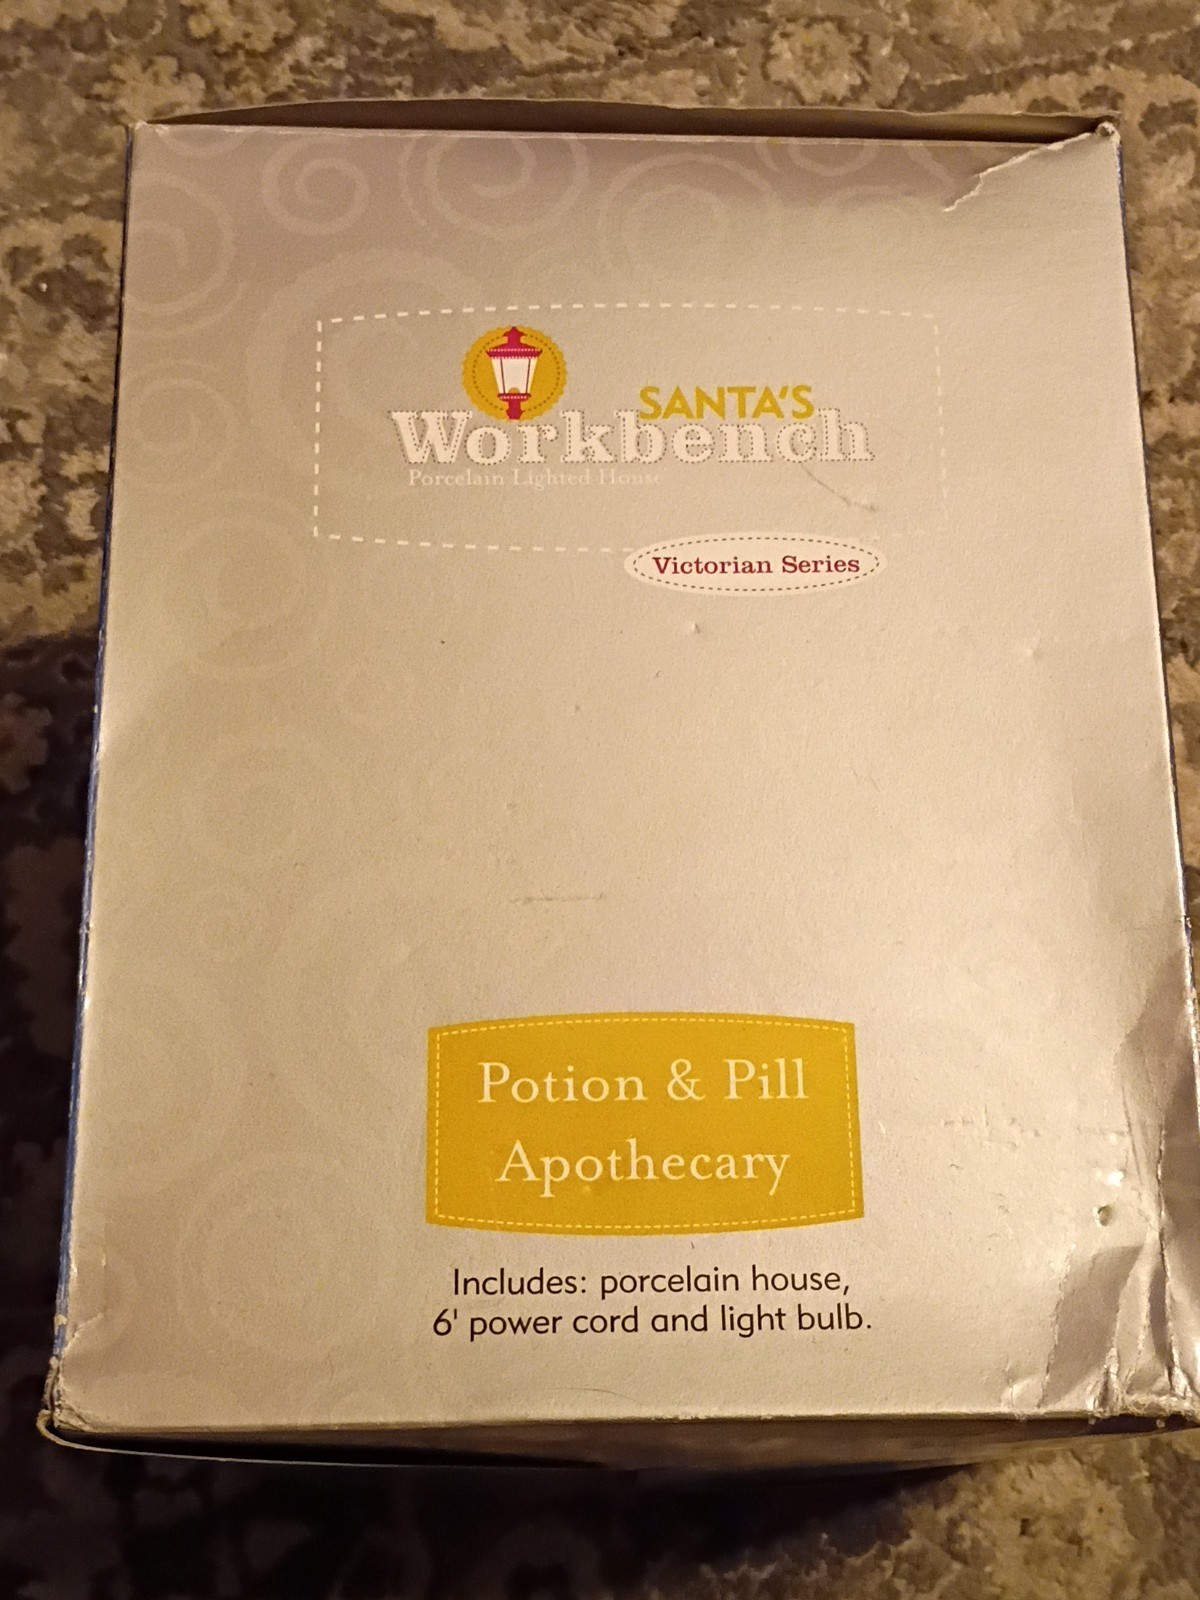 SANTA'S
Workbench
Porcelain Lighted House
Victorian Series
Potion & Pill
Apothecary
Includes: porcelain house,
6' power cord and light bulb.